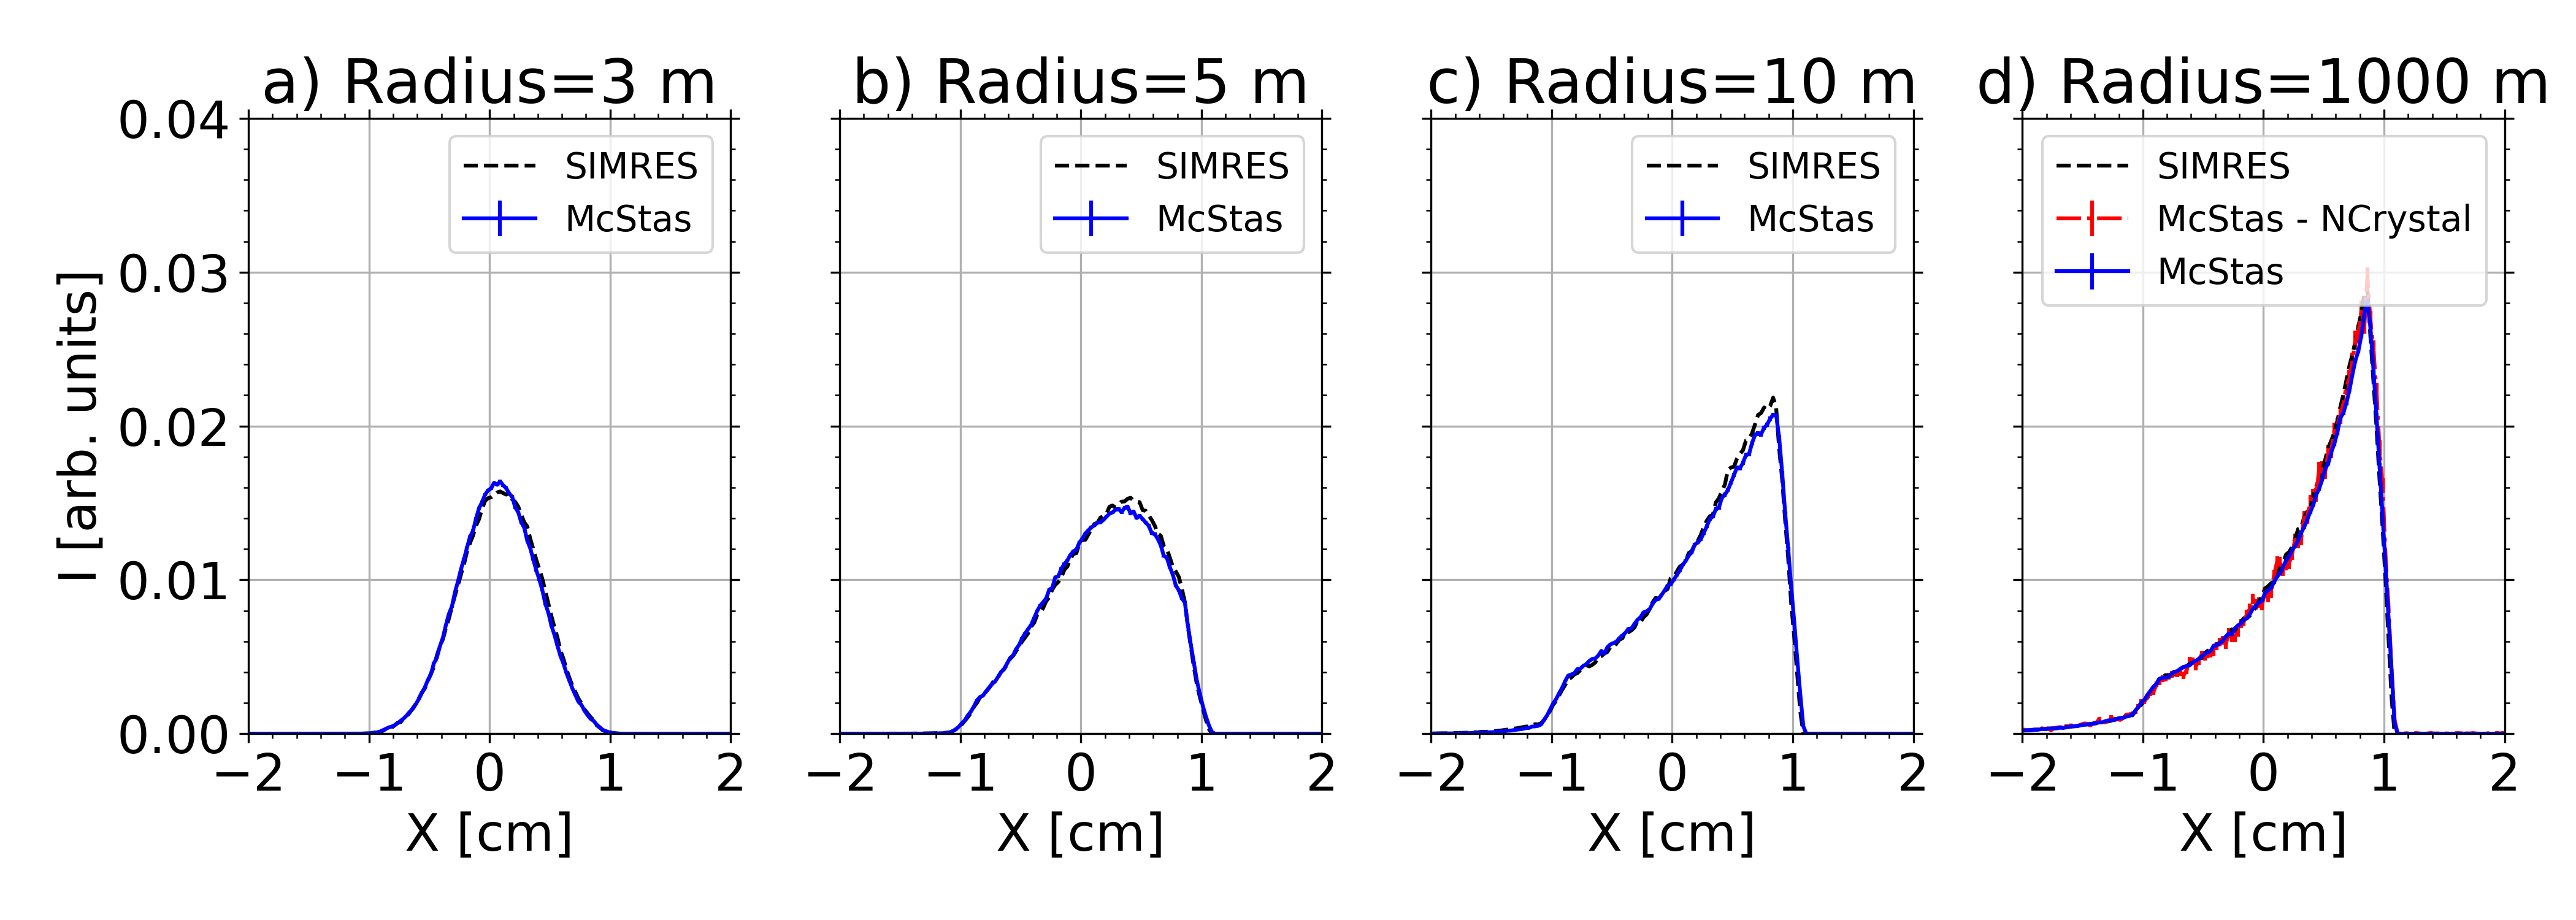 a) Radius=3 m
b) Radius=5 m
c) Radius=10 m
d) Radius=1000 m
I [arb. units]
0.04
0.03
0.02
0.01
0.00
SIMRES
McStas
SIMRES
McStas
SIMRES
McStas
SIMRES
McStas - NCrystal
McStas
−2 −1 0 1 2
−2 −1 0 1 2
−2 −1 0 1 2
−2 −1 0 1 2
X [cm]
X [cm]
X [cm]
X [cm]